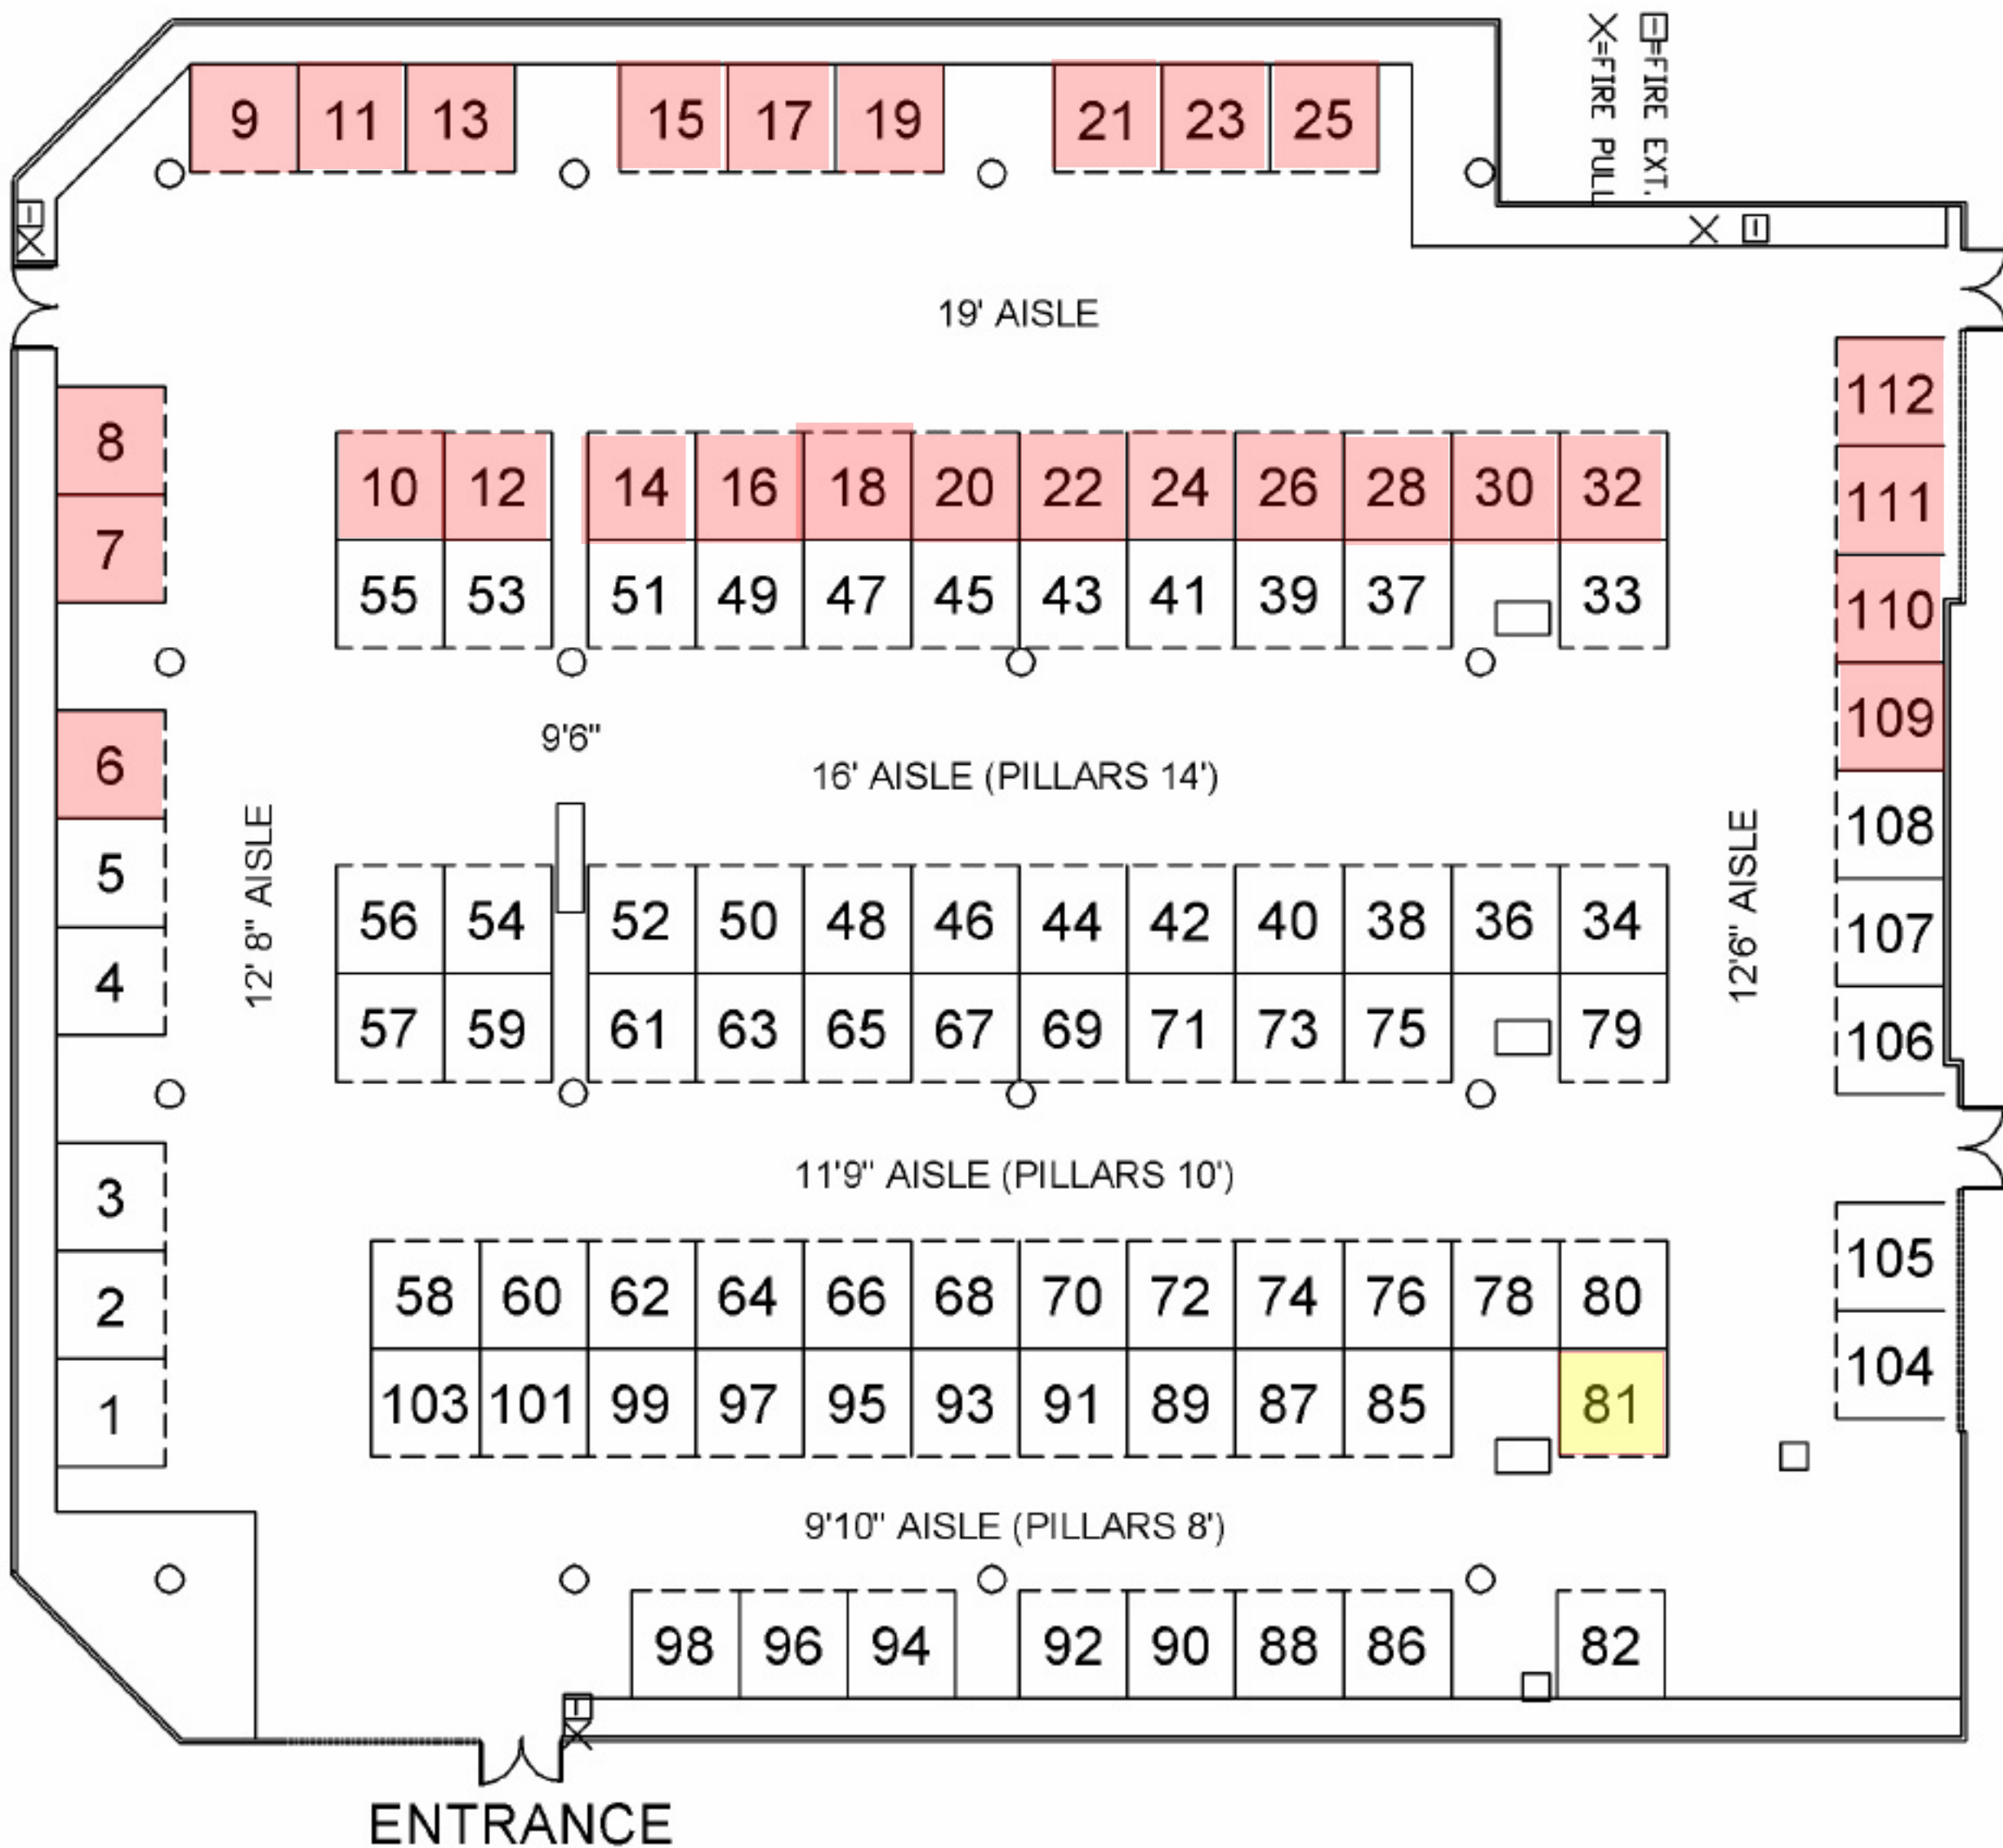 X=FIRE PULL
=FIRE EXT.
9 11 13 15 17 19 21 23 25
19' AISLE
8
7
6
5
4
3
2
1
10 12 14 16 18 20 22 24 26 28 30 32
55 53 51 49 47 45 43 41 39 37 33
9'6"
16' AISLE (PILLARS 14')
12' 8" AISLE
56 54 52 50 48 46 44 42 40 38 36 34
57 59 61 63 65 67 69 71 73 75 79
11'9" AISLE (PILLARS 10')
58 60 62 64 66 68 70 72 74 76 78 80
103 101 99 97 95 93 91 89 87 85 81
9'10" AISLE (PILLARS 8')
98 96 94 92 90 88 86 82
12'6" AISLE
112
111
110
109
108
107
106
105
104
ENTRANCE